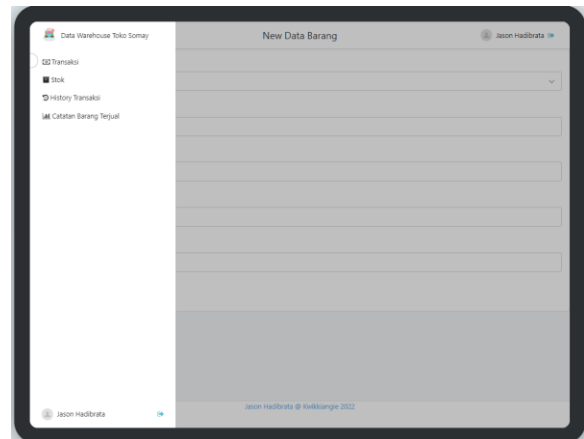 Data Warehouse Toko Somay
New Data Barang
Jason Hadibrata
Transaksi
Stok
History Transaksi
Catatan Barang Terjual
Jason Hadibrata
Jason Hadibrata @ Kwikkiangie 2022